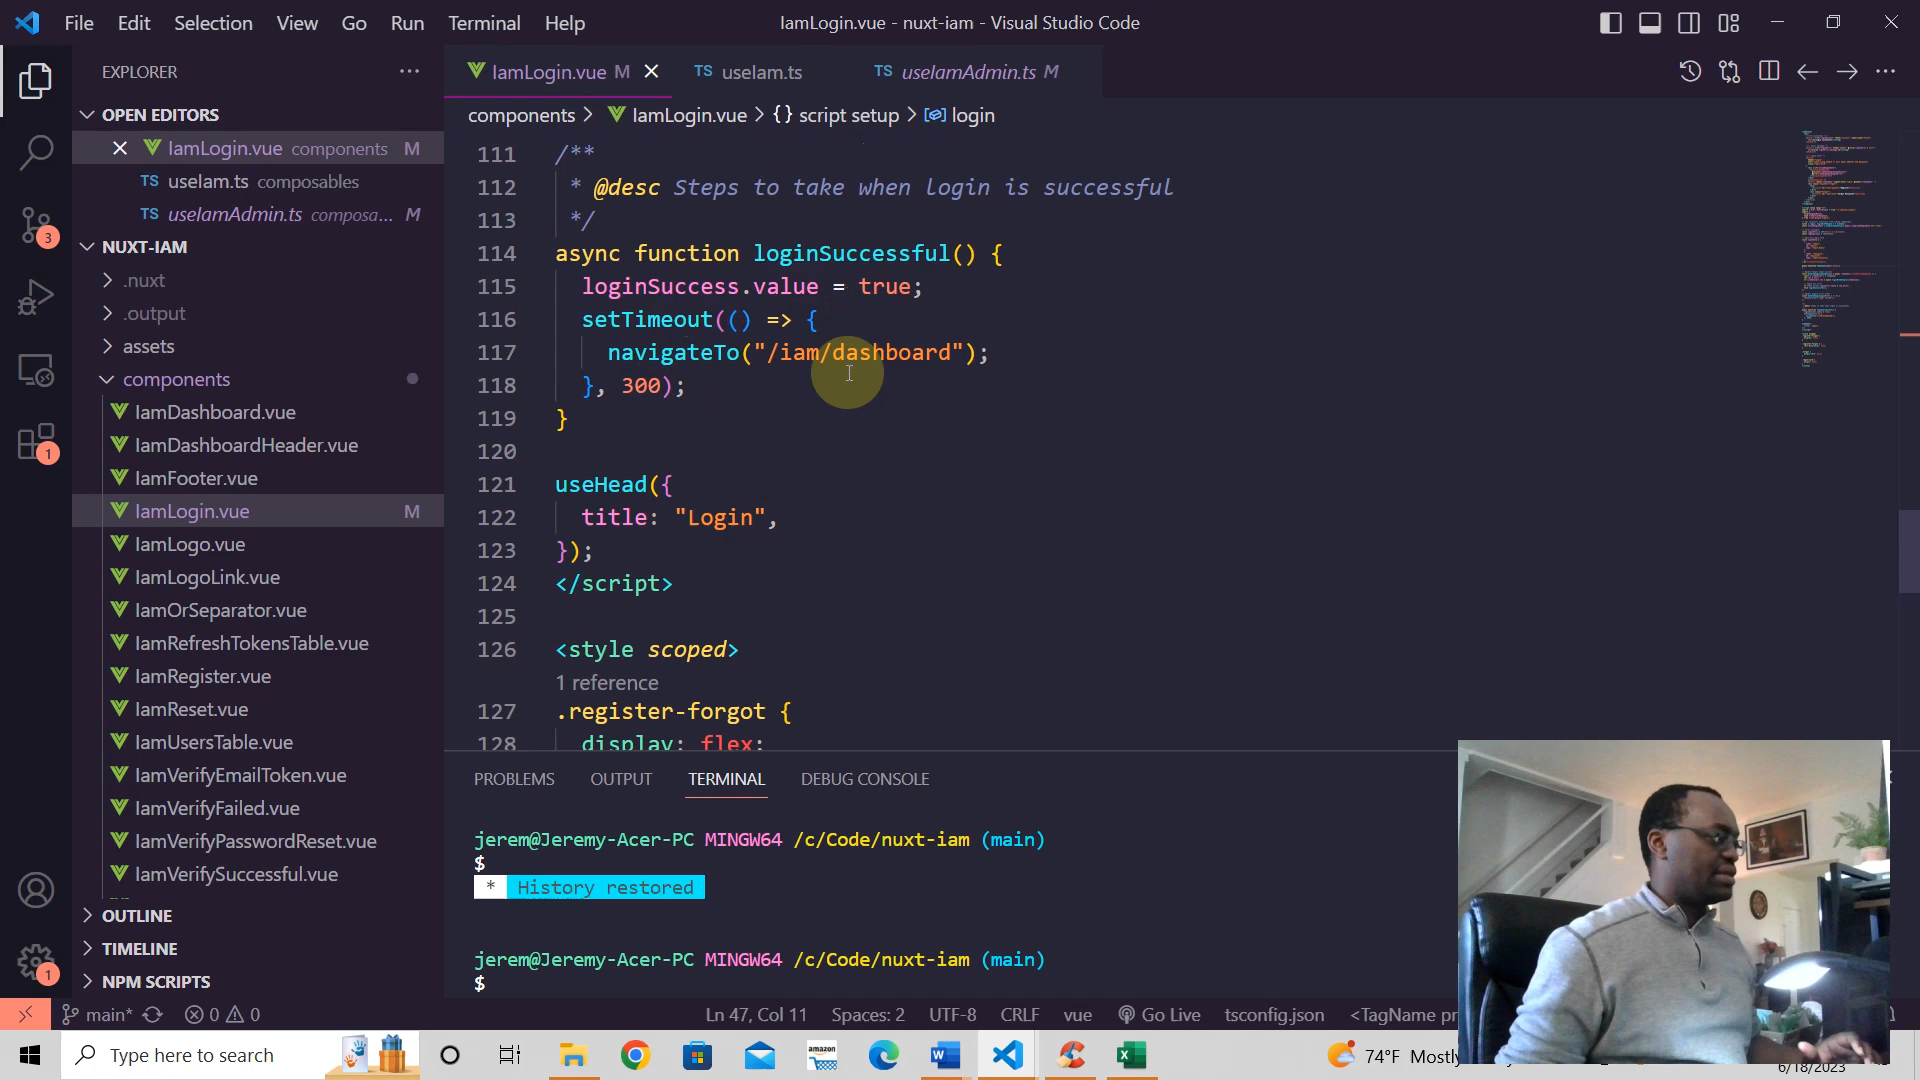 File Edit Selection View Go Run Terminal Help
IamLogin.vue - nuxt-iam - Visual Studio Code
EXPLORER
OPEN EDITORS
IamLogin.vue components M
TS useIam.ts composables
TS useIamAdmin.ts composa... M
NUXT-IAM
.nuxt
.output
assets
components
IamDashboard.vue
IamDashboardHeader.vue
IamFooter.vue
IamLogin.vue M
IamLogo.vue
IamLogoLink.vue
IamOrSeparator.vue
IamRefreshTokensTable.vue
IamRegister.vue
IamReset.vue
IamUsersTable.vue
IamVerifyEmailToken.vue
IamVerifyFailed.vue
IamVerifyPasswordReset.vue
IamVerifySuccessful.vue
OUTLINE
TIMELINE
NPM SCRIPTS
3
1
1
IamLogin.vue M
TS useIam.ts
TS useIamAdmin.ts M
components > IamLogin.vue > {} script setup > login
111 /**
112 * @desc Steps to take when login is successful
113 */
114 async function loginSuccessful() {
115 loginSuccess.value = true;
116 setTimeout(() => {
117 navigateTo("/iam/dashboard");
118 }, 300);
119 }
120
121 useHead({
122 title: "Login",
123 });
124 </script>
125
126 <style scoped>
1 reference
127 .register-forgot {
128 display: flex;
PROBLEMS OUTPUT TERMINAL DEBUG CONSOLE
jerem@Jeremy-Acer-PC MINGW64 /c/Code/nuxt-iam (main)
$
* History restored
jerem@Jeremy-Acer-PC MINGW64 /c/Code/nuxt-iam (main)
$
main* 0 0 Ln 47, Col 11 Spaces: 2 UTF-8 CRLF vue Go Live tsconfig.json <TagName pr
Type here to search
amazon
74°F
6/18/2023